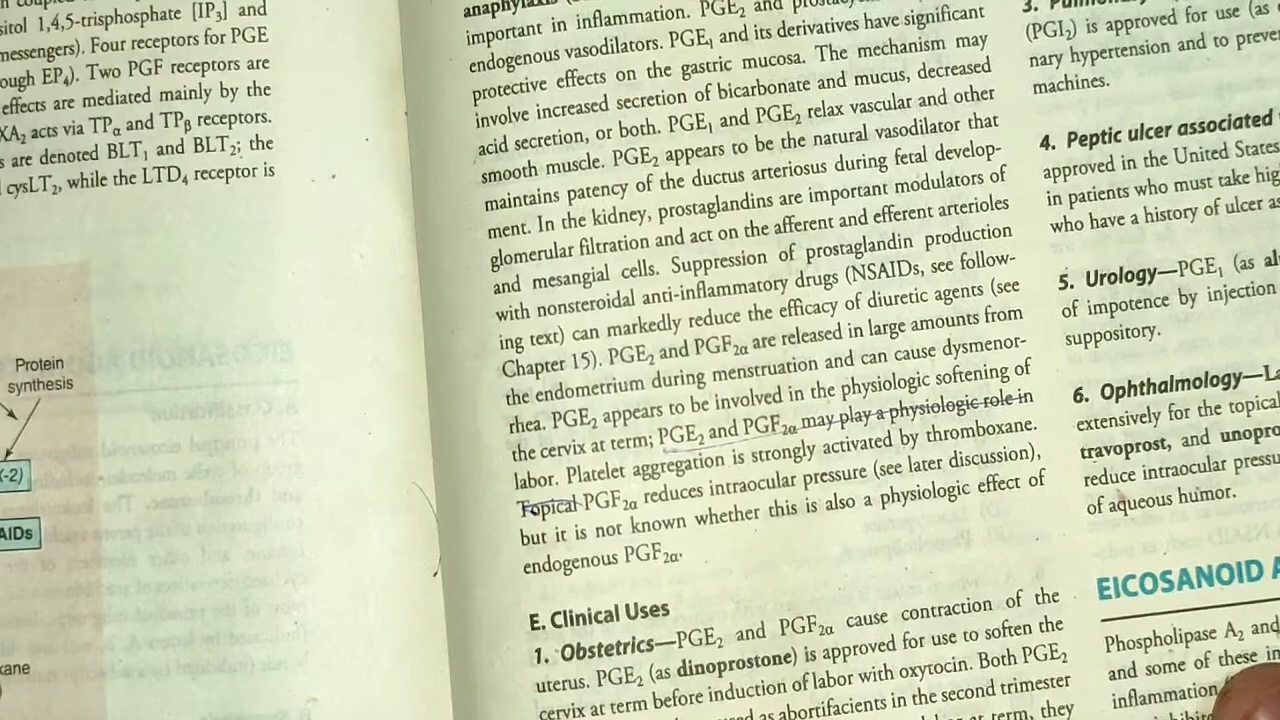 sitol 1,4,5-trisphosphate [IP3] and
messengers). Four receptors for PGE
ough EP4). Two PGF receptors are
effects are mediated mainly by the
XA2 acts via TPα and TPβ receptors.
s are denoted BLT1 and BLT2; the
cysLT2, while the LTD4 receptor is
Protein
synthesis
X-2)
AIDs
xane
anaphylaxis
important in inflammation. PGE2 and
endogenous vasodilators. PGE1 and its derivatives have significant
protective effects on the gastric mucosa. The mechanism may
involve increased secretion of bicarbonate and mucus, decreased
acid secretion, or both. PGE1 and PGE2 relax vascular and other
smooth muscle. PGE2 appears to be the natural vasodilator that
maintains patency of the ductus arteriosus during fetal develop-
ment. In the kidney, prostaglandins are important modulators of
glomerular filtration and act on the afferent and efferent arterioles
and mesangial cells. Suppression of prostaglandin production
with nonsteroidal anti-inflammatory drugs (NSAIDs, see follow-
ing text) can markedly reduce the efficacy of diuretic agents (see
Chapter 15). PGE2 and PGF2α are released in large amounts from
the endometrium during menstruation and can cause dysmenor-
rhea. PGE2 appears to be involved in the physiologic softening of
the cervix at term; PGE2 and PGF2α may play a physiologic role in
labor. Platelet aggregation is strongly activated by thromboxane.
Topical PGF2α reduces intraocular pressure (see later discussion),
but it is not known whether this is also a physiologic effect of
endogenous PGF2α.
E. Clinical Uses
1. Obstetrics—PGE2 and PGF2α cause contraction of the
uterus. PGE2 (as dinoprostone) is approved for use to soften the
cervix at term before induction of labor with oxytocin. Both PGE2
as abortifacients in the second trimester
term, they
3.
(PGI2) is approved for use (as
nary hypertension and to preve
machines.
4. Peptic ulcer associated
approved in the United States
in patients who must take hig
who have a history of ulcer as
5. Urology—PGE1 (as al
of impotence by injection
suppository.
6. Ophthalmology—La
extensively for the topical
travoprost, and unopro
reduce intraocular pressu
of aqueous humor.
EICOSANOID A
Phospholipase A2 and
and some of these in
inflammation